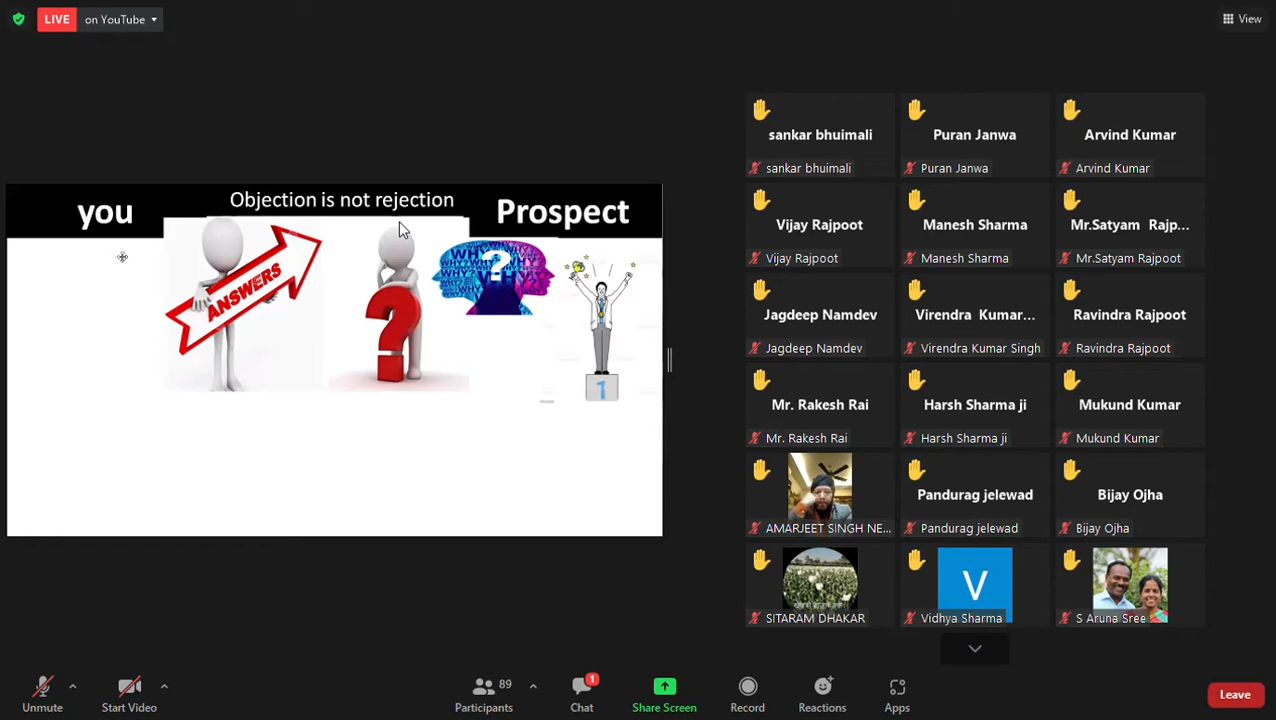 LIVE on YouTube
View
you
Objection is not rejection
Prospect
ANSWERS
WHY
?
?
1
sankar bhuimali
sankar bhuimali
Puran Janwa
Puran Janwa
Arvind Kumar
Arvind Kumar
Vijay Rajpoot
Vijay Rajpoot
Manesh Sharma
Manesh Sharma
Mr.Satyam Rajp...
Mr.Satyam Rajpoot
Jagdeep Namdev
Jagdeep Namdev
Virendra Kumar...
Virendra Kumar Singh
Ravindra Rajpoot
Ravindra Rajpoot
Mr. Rakesh Rai
Mr. Rakesh Rai
Harsh Sharma ji
Harsh Sharma ji
Mukund Kumar
Mukund Kumar
AMARJEET SINGH NE...
Pandurag jelewad
Pandurag jelewad
Bijay Ojha
Bijay Ojha
SITARAM DHAKAR
V
Vidhya Sharma
S Aruna Sree
Unmute
Start Video
89
Participants
1
Chat
Share Screen
Record
Reactions
Apps
Leave